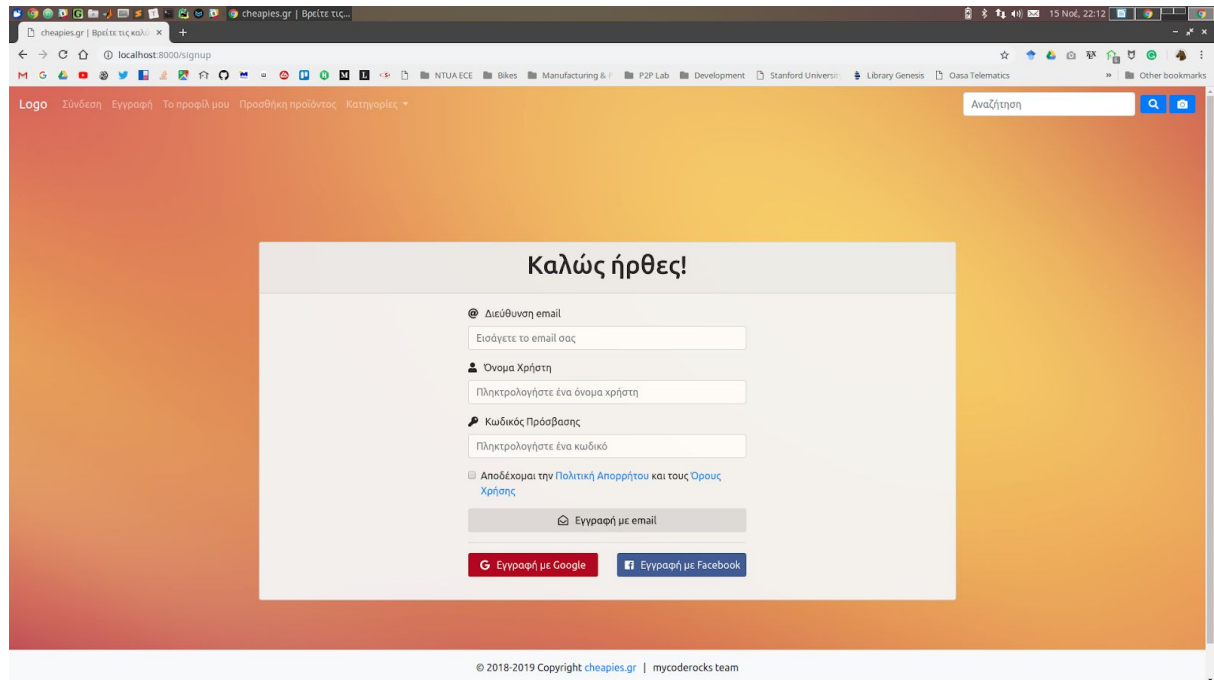 cheapies.gr | Βρείτε τις...
15 Νοέ, 22:12
cheapies.gr | Βρείτε τις καλύ
localhost:8000/signup
NTUA ECE Bikes Manufacturing & P2P Lab Development Stanford Universit Library Genesis Oasa Telematics Other bookmarks
Logo Σύνδεση Εγγραφή Το προφίλ μου Προσθήκη προϊόντος Κατηγορίες Αναζήτηση
Καλώς ήρθες!
Διεύθυνση email
Εισάγετε το email σας
Όνομα Χρήστη
Πληκτρολογήστε ένα όνομα χρήστη
Κωδικός Πρόσβασης
Πληκτρολογήστε ένα κωδικό
Αποδέχομαι την Πολιτική Απορρήτου και τους Όρους
Χρήσης
Εγγραφή με email
Εγγραφή με Google Εγγραφή με Facebook
© 2018-2019 Copyright cheapies.gr | mycoderocks team